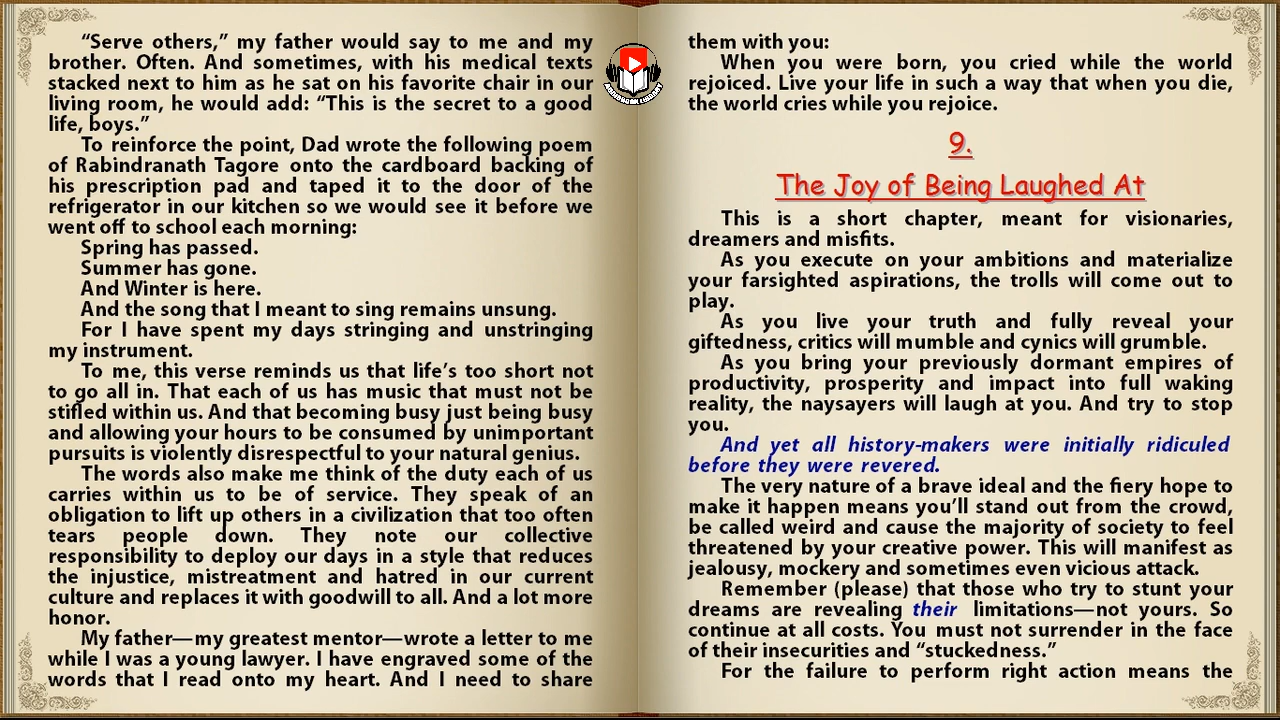 “Serve others,” my father would say to me and my
brother. Often. And sometimes, with his medical texts
stacked next to him as he sat on his favorite chair in our
living room, he would add: “This is the secret to a good
life, boys.”
To reinforce the point, Dad wrote the following poem
of Rabindranath Tagore onto the cardboard backing of
his prescription pad and taped it to the door of the
refrigerator in our kitchen so we would see it before we
went off to school each morning:
Spring has passed.
Summer has gone.
And Winter is here.
And the song that I meant to sing remains unsung.
For I have spent my days stringing and unstringing
my instrument.
To me, this verse reminds us that life’s too short not
to go all in. That each of us has music that must not be
stifled within us. And that becoming busy just being busy
and allowing your hours to be consumed by unimportant
pursuits is violently disrespectful to your natural genius.
The words also make me think of the duty each of us
carries within us to be of service. They speak of an
obligation to lift up others in a civilization that too often
tears people down. They note our collective
responsibility to deploy our days in a style that reduces
the injustice, mistreatment and hatred in our current
culture and replaces it with goodwill to all. And a lot more
honor.
My father—my greatest mentor—wrote a letter to me
while I was a young lawyer. I have engraved some of the
words that I read onto my heart. And I need to share
them with you:
When you were born, you cried while the world
rejoiced. Live your life in such a way that when you die,
the world cries while you rejoice.
9.
The Joy of Being Laughed At
This is a short chapter, meant for visionaries,
dreamers and misfits.
As you execute on your ambitions and materialize
your farsighted aspirations, the trolls will come out to
play.
As you live your truth and fully reveal your
giftedness, critics will mumble and cynics will grumble.
As you bring your previously dormant empires of
productivity, prosperity and impact into full waking
reality, the naysayers will laugh at you. And try to stop
you.
And yet all history-makers were initially ridiculed
before they were revered.
The very nature of a brave ideal and the fiery hope to
make it happen means you’ll stand out from the crowd,
be called weird and cause the majority of society to feel
threatened by your creative power. This will manifest as
jealousy, mockery and sometimes even vicious attack.
Remember (please) that those who try to stunt your
dreams are revealing their limitations—not yours. So
continue at all costs. You must not surrender in the face
of their insecurities and “stuckedness.”
For the failure to perform right action means the